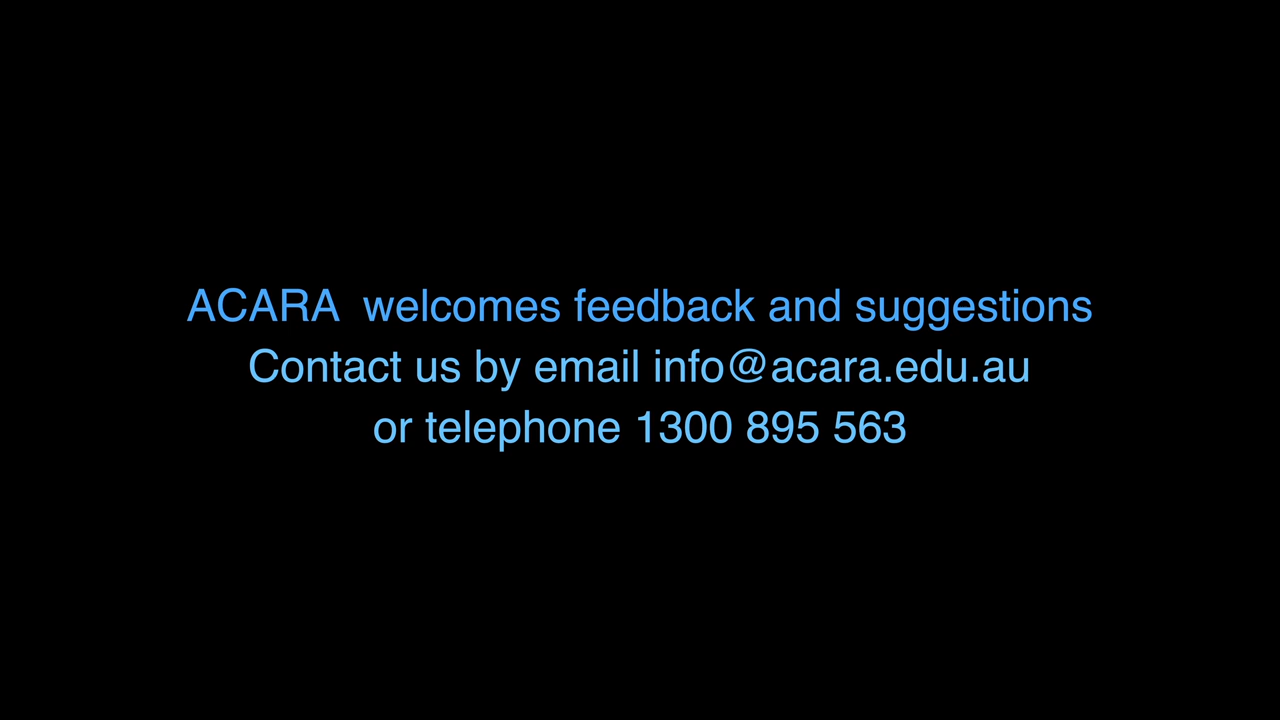 ACARA  welcomes feedback and suggestions
Contact us by email info@acara.edu.au
or telephone 1300 895 563